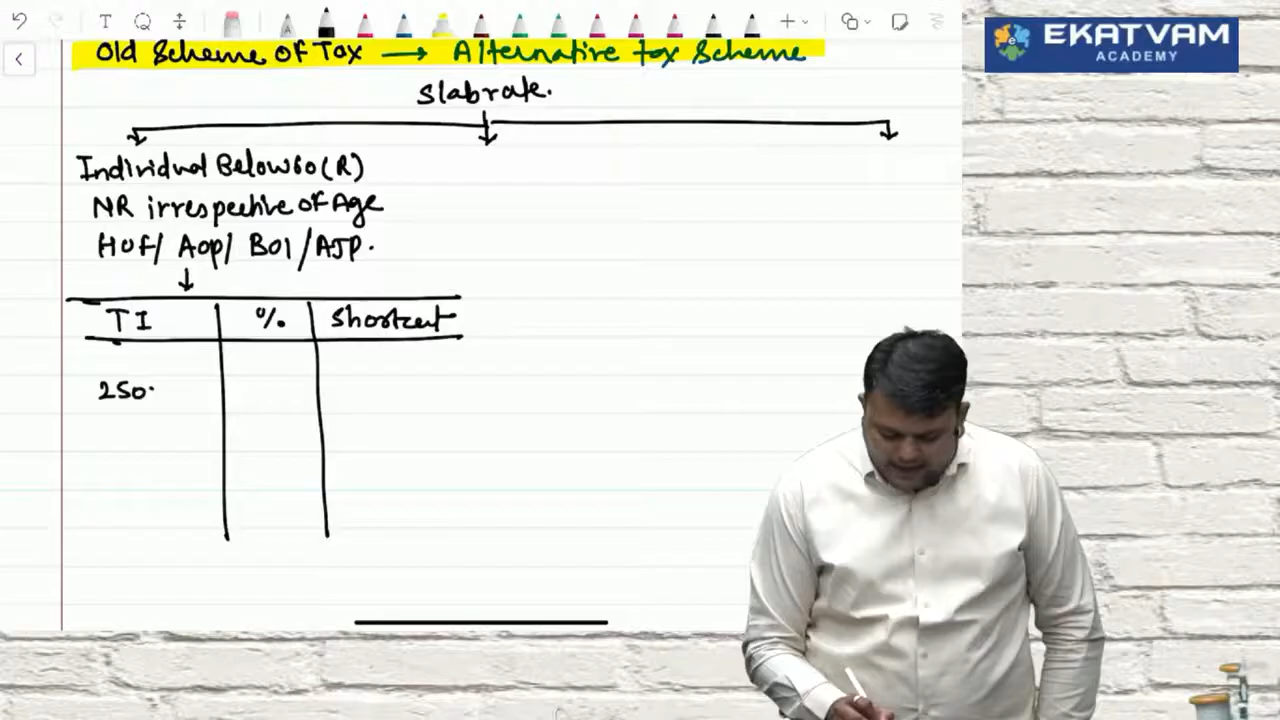 EKATVAM
ACADEMY
Old Scheme of Tax → Alternative tax Scheme
Slabrate.
Individual Below 60 (R)
NR irrespective of Age
HUF/ AOP/ BOI /AJP.
TI % Shortcut
250